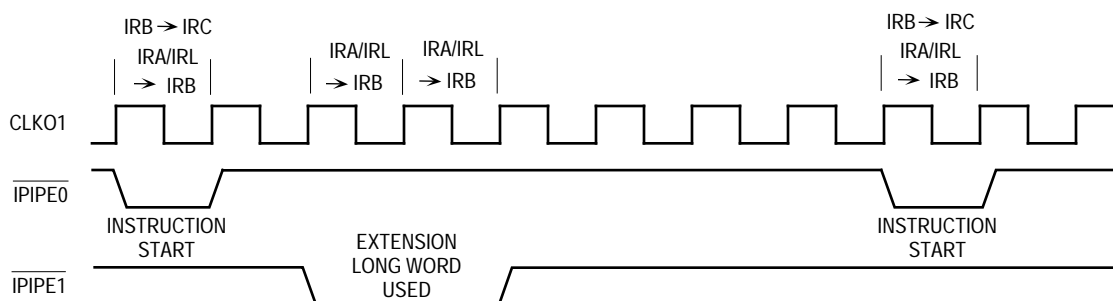 IRB → IRC
IRA/IRL
→ IRB
IRA/IRL
→ IRB
IRA/IRL
→ IRB
IRB → IRC
IRA/IRL
→ IRB
CLKO1
IPIPE0
INSTRUCTION
START
INSTRUCTION
START
EXTENSION
LONG WORD
USED
IPIPE1